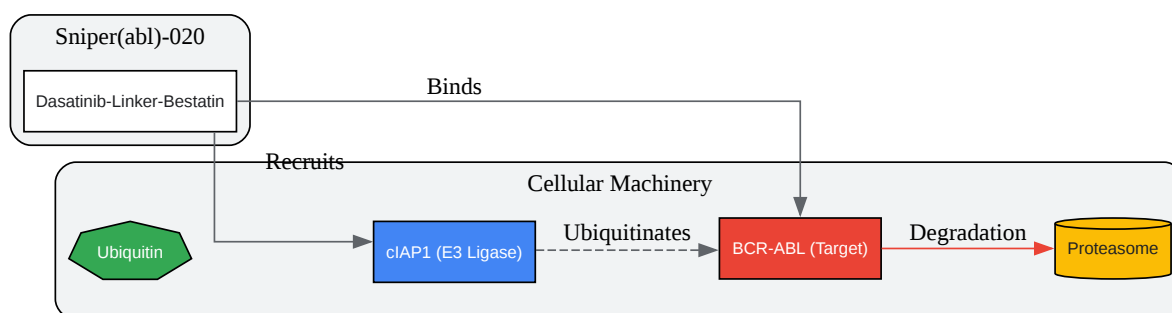 Sniper(abl)-020
Dasatinib-Linker-Bestatin
Binds
Recruits
Cellular Machinery
Ubiquitin
cIAP1 (E3 Ligase)
Ubiquitinates
BCR-ABL (Target)
Degradation
Proteasome